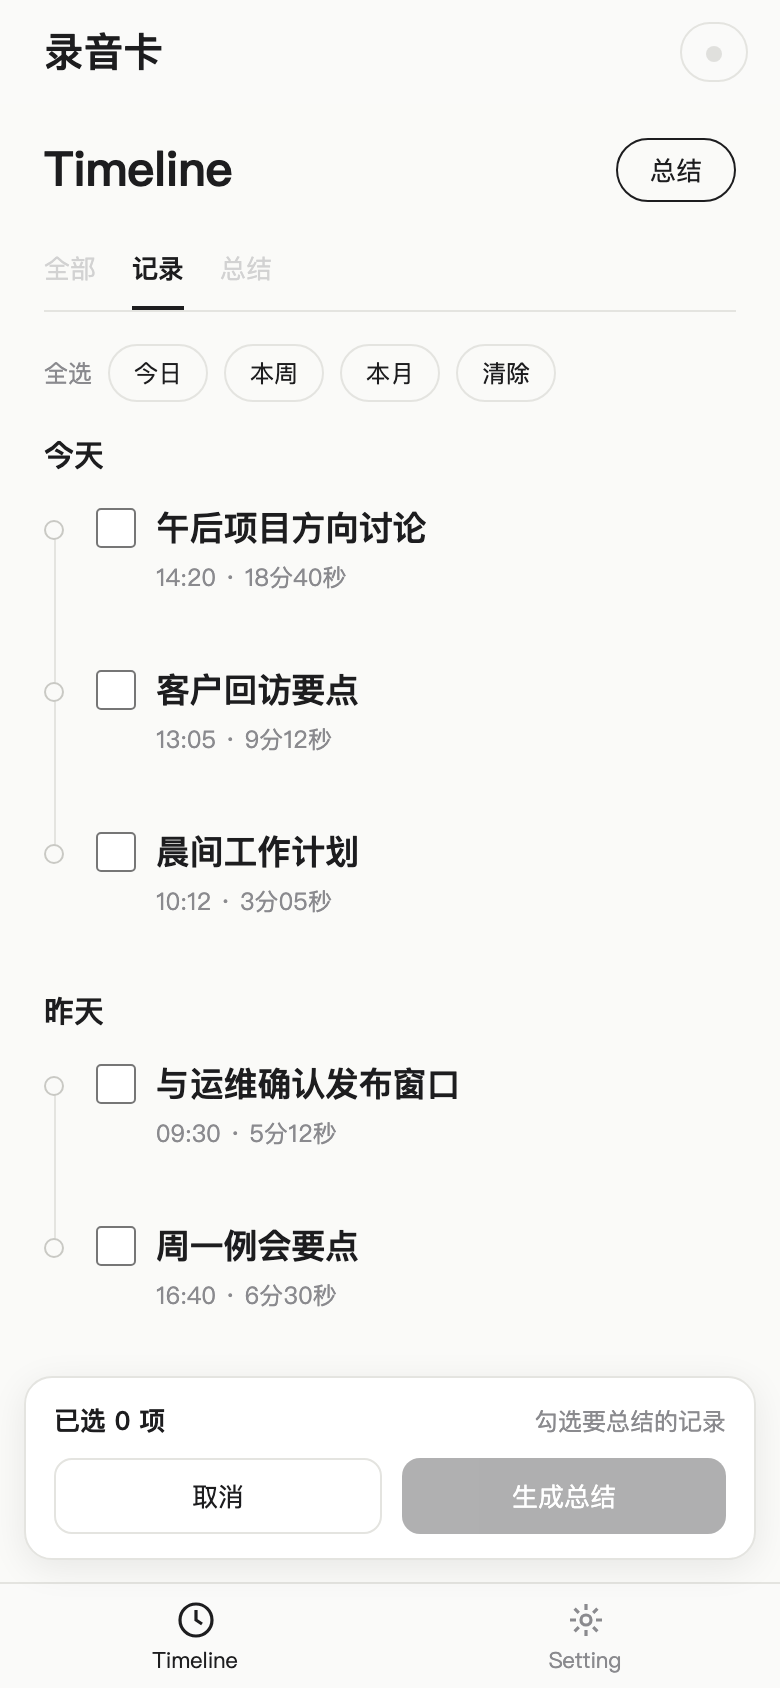 录音卡
Timeline
总结
全部 记录 总结
全选 今日 本周 本月 清除
今天
午后项目方向讨论
14:20 · 18分40秒
客户回访要点
13:05 · 9分12秒
晨间工作计划
10:12 · 3分05秒
昨天
与运维确认发布窗口
09:30 · 5分12秒
周一例会要点
16:40 · 6分30秒
已选 0 项 勾选要总结的记录
取消 生成总结
Timeline Setting